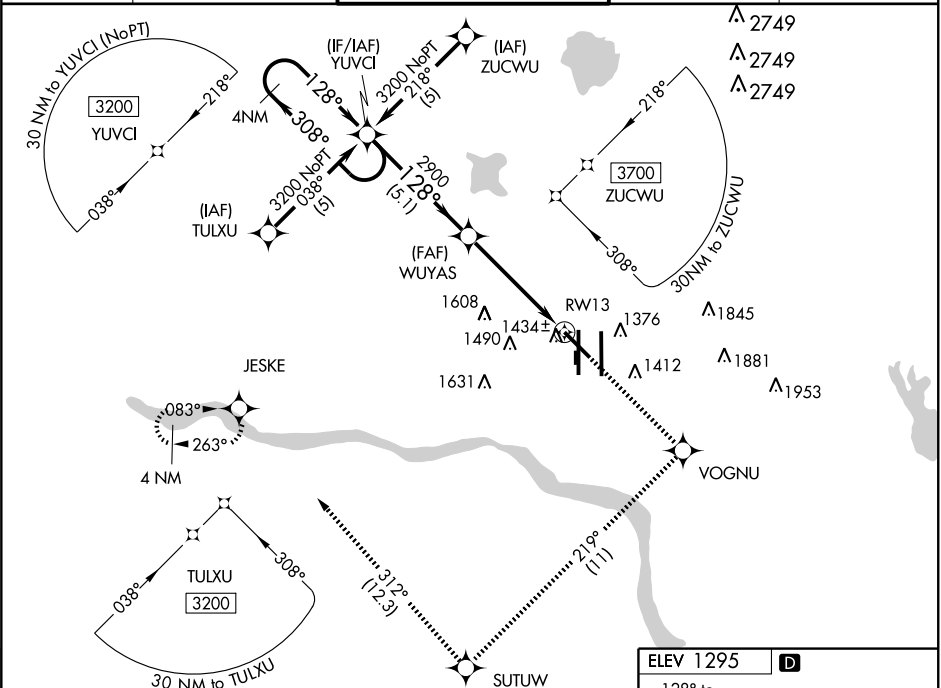 2749
2749
2749
30 NM to YUVCI (NoPT)
3200
YUVCI
218°
038°
(IF/IAF)
YUVCI
(IAF)
ZUCWU
3200 NoPT
218°
(5)
128°
308°
4NM
3200 NoPT
038°
(5)
(IAF)
TULXU
2900
128°
(5.1)
(FAF)
WUYAS
218°
3700
ZUCWU
308°
30NM to ZUCWU
RW13
1608
1490
1434±
1376
1845
1412
1881
1953
1631
JESKE
083°
263°
4 NM
VOGNU
219°
(11)
312°
(12.3)
SUTUW
TULXU
3200
038°
308°
30 NM to TULXU
ELEV 1295
D
128° to